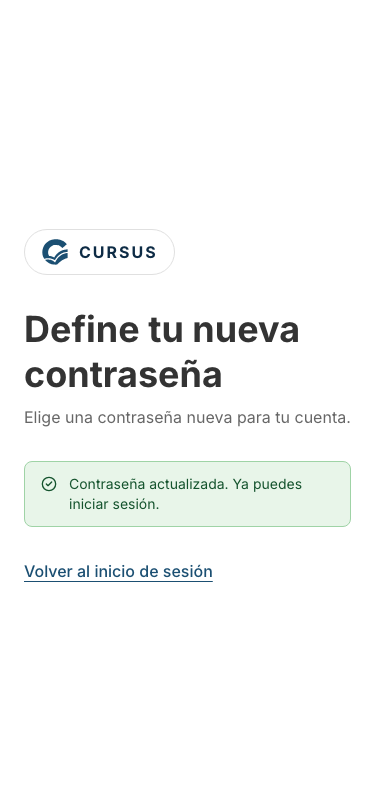 CURSUS
Define tu nueva
contraseña
Elige una contraseña nueva para tu cuenta.
Contraseña actualizada. Ya puedes
iniciar sesión.
Volver al inicio de sesión